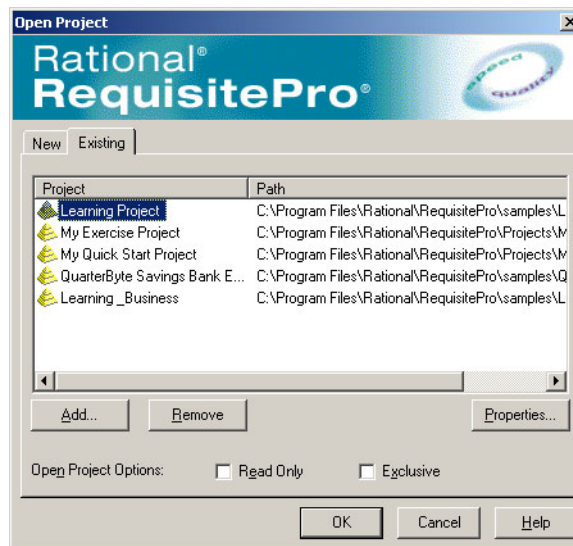 Open Project
Rational®
RequisitePro®
speed
quality
New Existing
Project Path
Learning Project C:\Program Files\Rational\RequisitePro\samples\L
My Exercise Project C:\Program Files\Rational\RequisitePro\Projects\M
My Quick Start Project C:\Program Files\Rational\RequisitePro\Projects\M
QuarterByte Savings Bank E... C:\Program Files\Rational\RequisitePro\samples\Q
Learning _Business C:\Program Files\Rational\RequisitePro\samples\L
Add... Remove Properties...
Open Project Options: Read Only Exclusive
OK Cancel Help